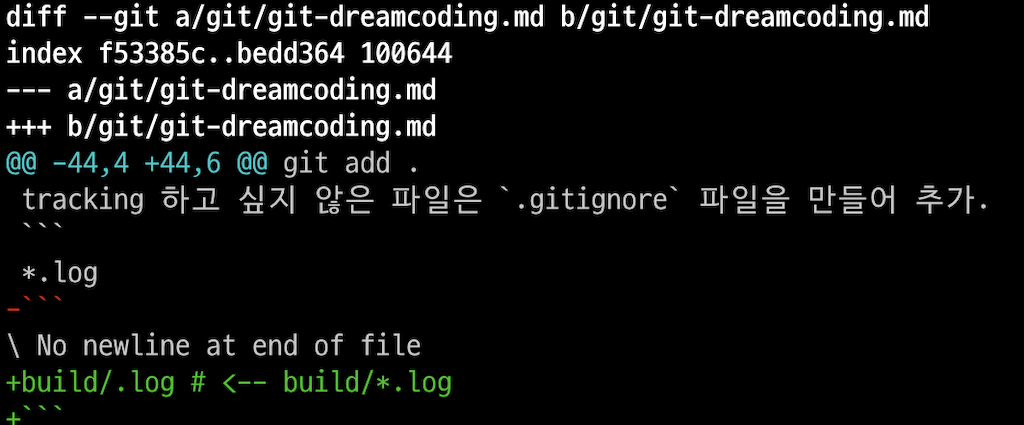 diff --git a/git/git-dreamcoding.md b/git/git-dreamcoding.md
index f53385c..bedd364 100644
--- a/git/git-dreamcoding.md
+++ b/git/git-dreamcoding.md
@@ -44,4 +44,6 @@ git add .
 tracking 하고 싶지 않은 파일은 `.gitignore` 파일을 만들어 추가.
 ```
 *.log
-```
\ No newline at end of file
+build/.log # <-- build/*.log
+```